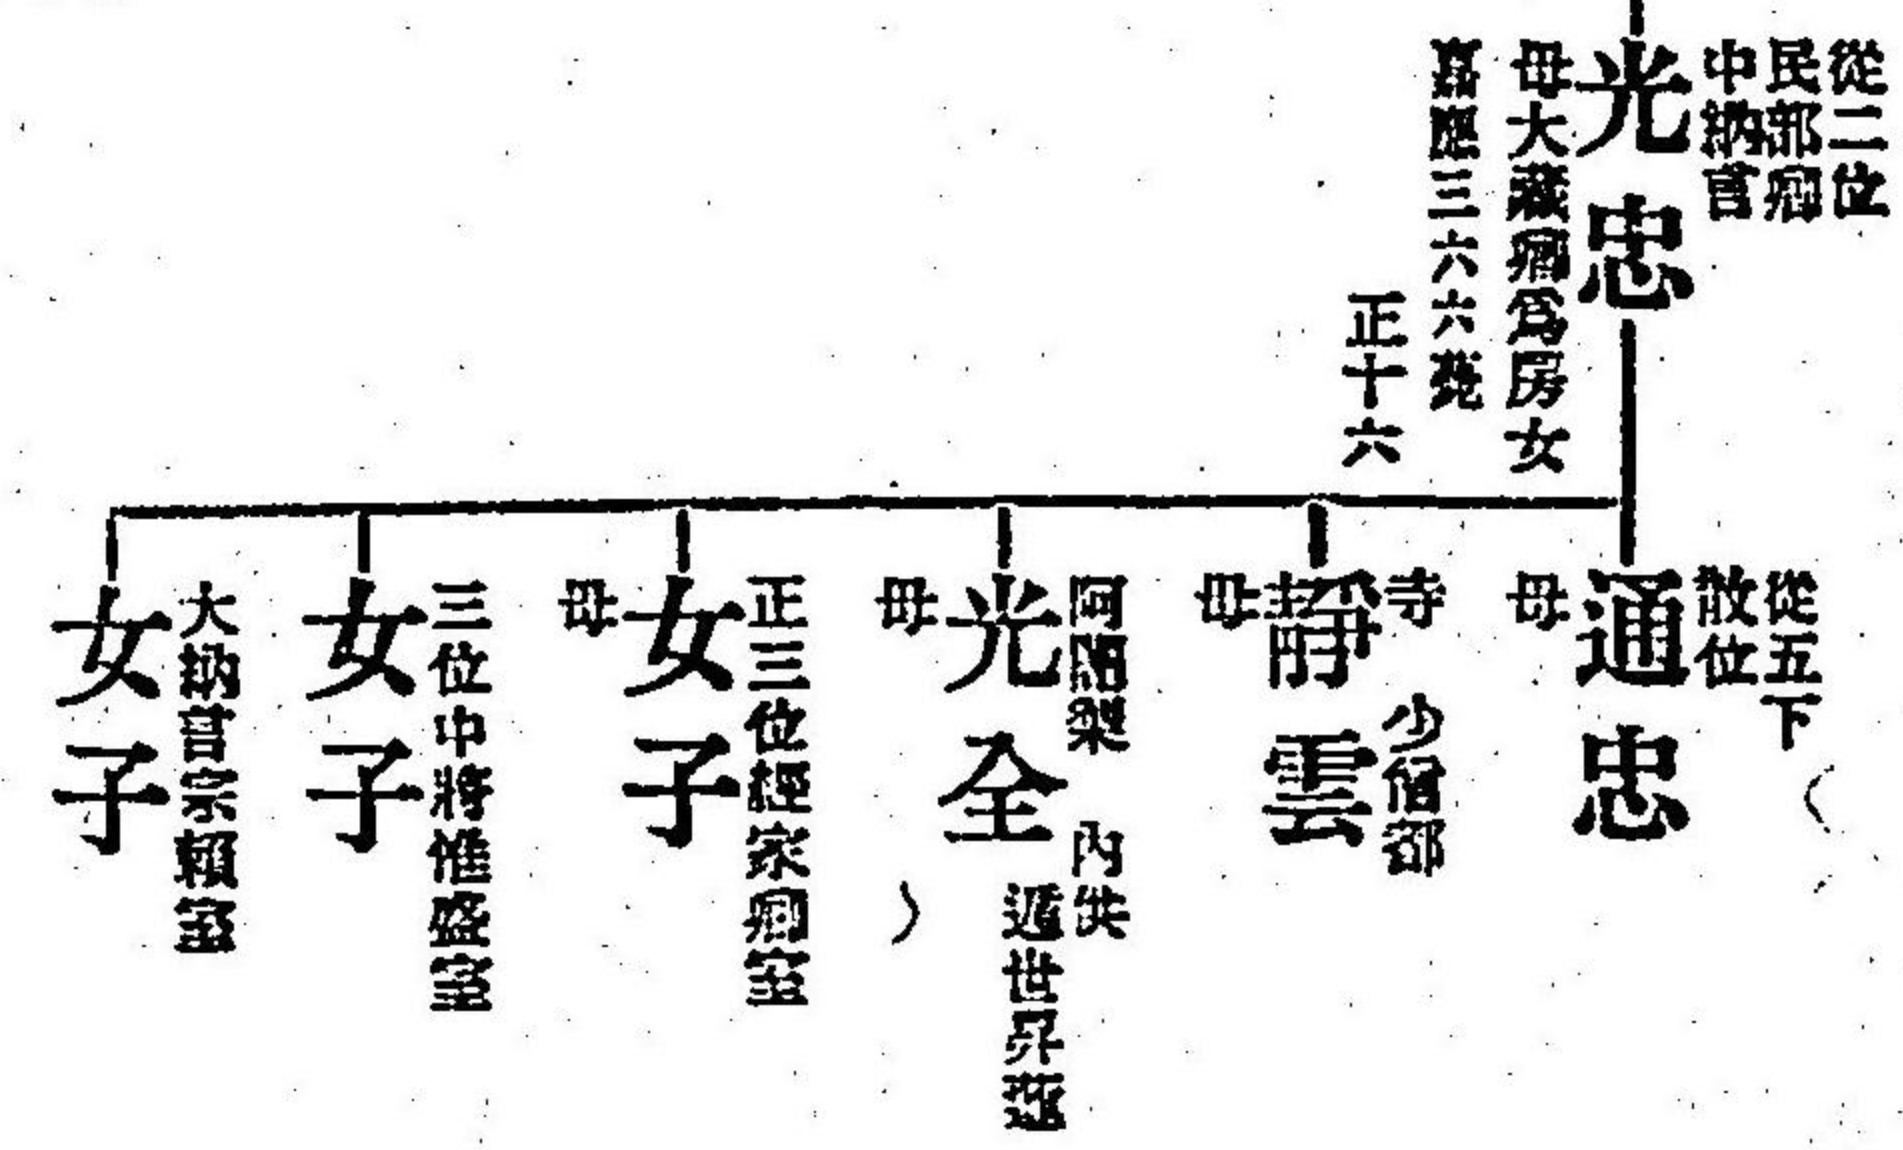 從二位
民部卿
中納言
光忠
母大藏卿爲房女
嘉應三六六薨
正十六
從五下
散位
通忠
母
寺 少僧都
靜雲
母
阿闍梨 內供
遁世昇蓮
光全
母
正三位經家卿室
女子
母
三位中將惟盛室
女子
大納言宗賴室
女子